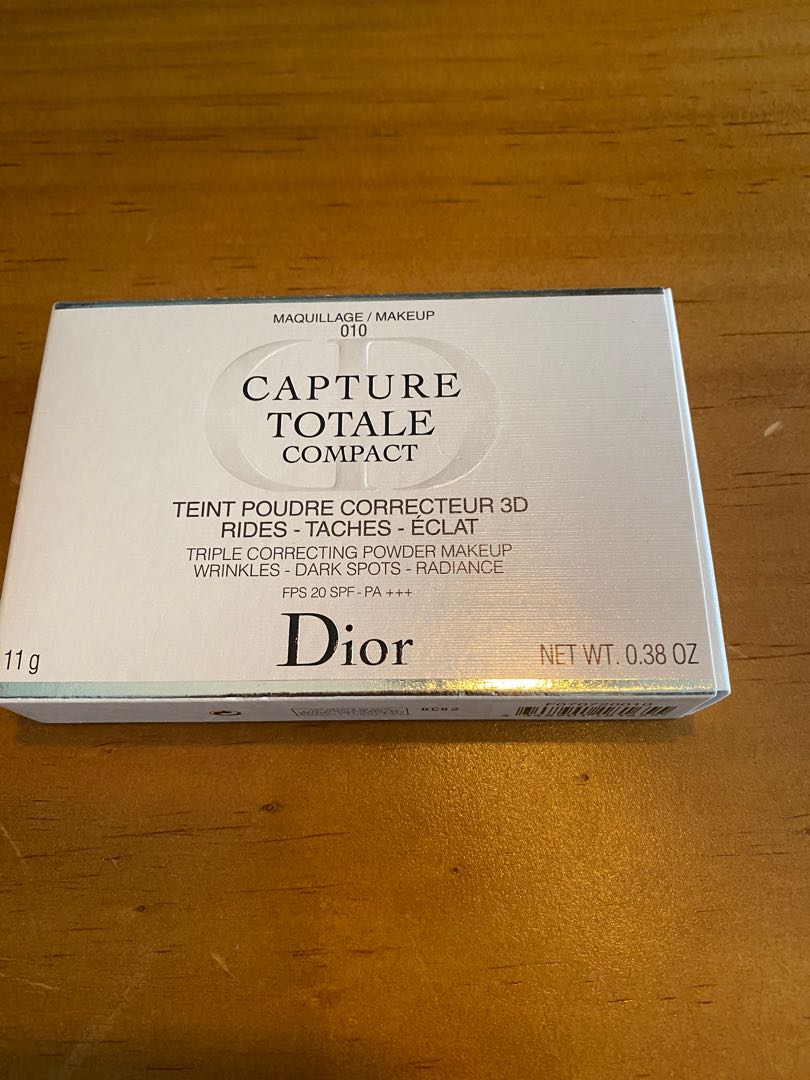 MAQUILLAGE / MAKEUP
010
CAPTURE
TOTALE
COMPACT
TEINT POUDRE CORRECTEUR 3D
RIDES - TACHES - ÉCLAT
TRIPLE CORRECTING POWDER MAKEUP
WRINKLES - DARK SPOTS - RADIANCE
FPS 20 SPF - PA +++
Dior
11 g
NET WT. 0.38 OZ
0C02
F070720010